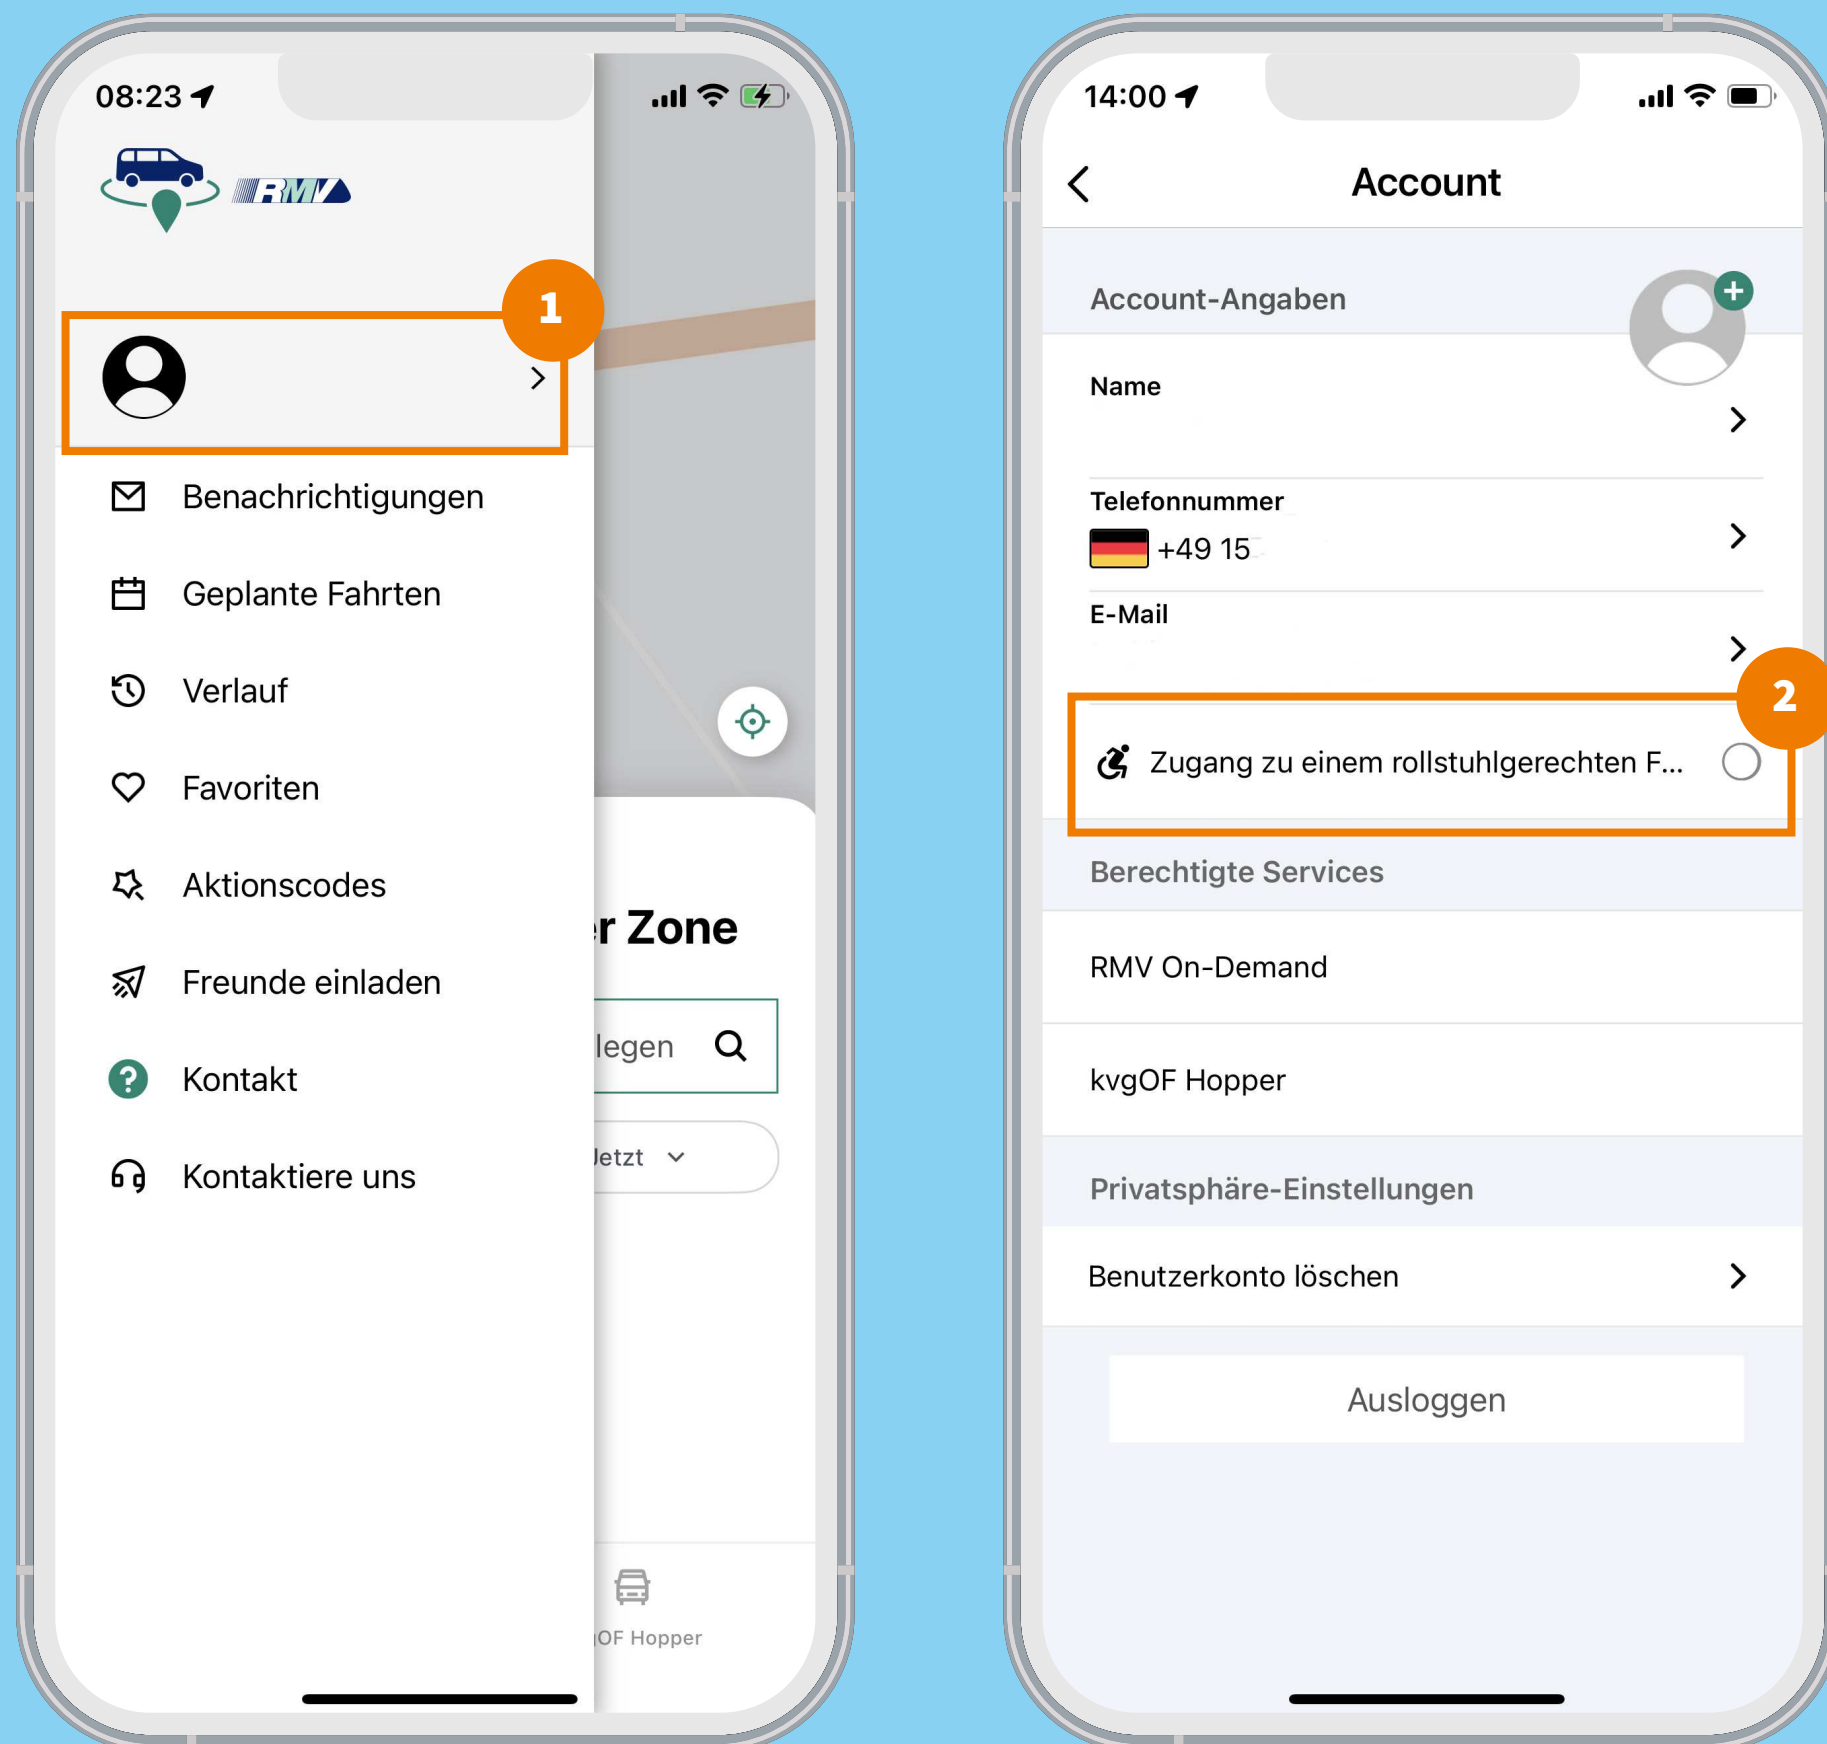 08:23
RMV
1
Benachrichtigungen
Geplante Fahrten
Verlauf
Favoriten
Aktionscodes
Freunde einladen
Kontakt
Kontaktiere uns
r Zone
legen
Jetzt
OF Hopper
14:00
Account
Account-Angaben
Name
Telefonnummer
+49 15
E-Mail
2
Zugang zu einem rollstuhlgerechten F...
Berechtigte Services
RMV On-Demand
kvgOF Hopper
Privatsphäre-Einstellungen
Benutzerkonto löschen
Ausloggen